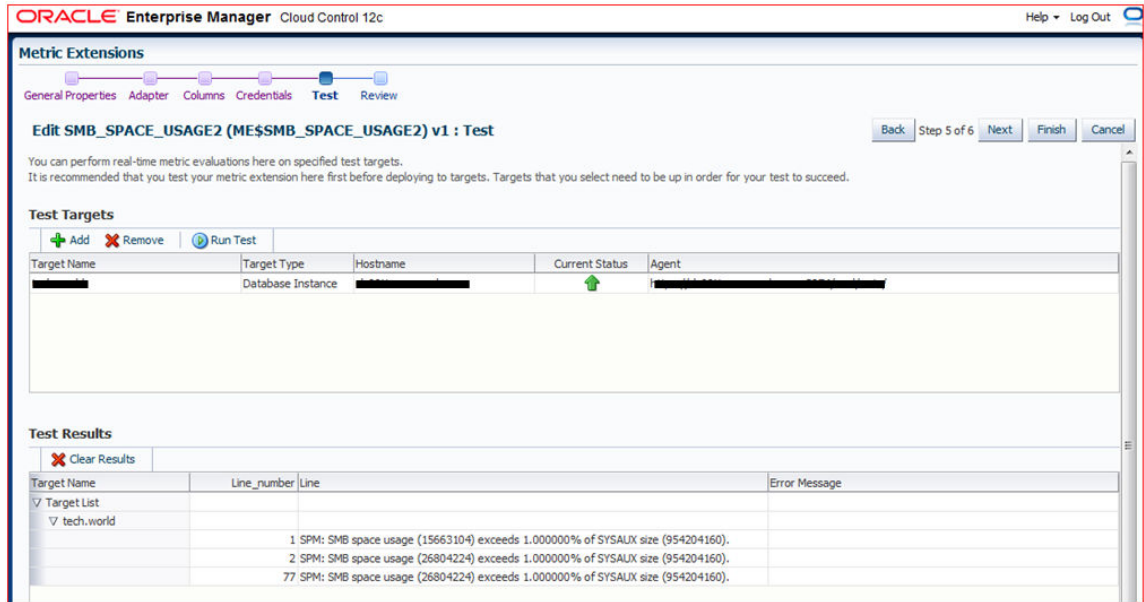 ORACLE Enterprise Manager Cloud Control 12c Help Log Out
Metric Extensions
General Properties Adapter Columns Credentials Test Review
Edit SMB_SPACE_USAGE2 (ME$SMB_SPACE_USAGE2) v1 : Test Back Step 5 of 6 Next Finish Cancel
You can perform real-time metric evaluations here on specified test targets.
It is recommended that you test your metric extension here first before deploying to targets. Targets that you select need to be up in order for your test to succeed.
Test Targets
Add Remove Run Test
Target Name Target Type Hostname Current Status Agent
Database Instance
Test Results
Clear Results
Target Name Line_number Line Error Message
Target List
tech.world
1 SPM: SMB space usage (15663104) exceeds 1.000000% of SYSAUX size (954204160).
2 SPM: SMB space usage (26804224) exceeds 1.000000% of SYSAUX size (954204160).
77 SPM: SMB space usage (26804224) exceeds 1.000000% of SYSAUX size (954204160).